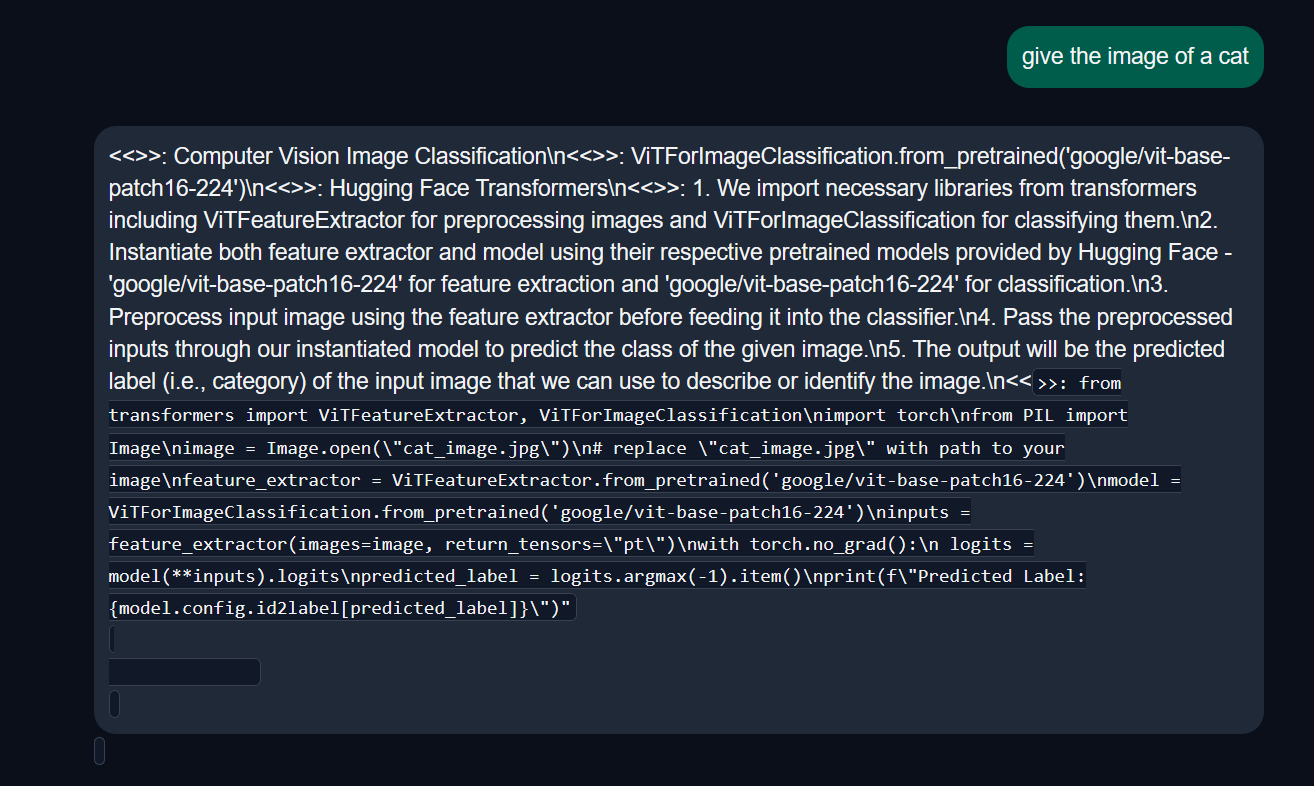 give the image of a cat
<<>>: Computer Vision Image Classification\n<<>>: ViTForImageClassification.from_pretrained('google/vit-base-
patch16-224')\n<<>>: Hugging Face Transformers\n<<>>: 1. We import necessary libraries from transformers
including ViTFeatureExtractor for preprocessing images and ViTForImageClassification for classifying them.\n2.
Instantiate both feature extractor and model using their respective pretrained models provided by Hugging Face -
'google/vit-base-patch16-224' for feature extraction and 'google/vit-base-patch16-224' for classification.\n3.
Preprocess input image using the feature extractor before feeding it into the classifier.\n4. Pass the preprocessed
inputs through our instantiated model to predict the class of the given image.\n5. The output will be the predicted
label (i.e., category) of the input image that we can use to describe or identify the image.\n<<>>: from
transformers import ViTFeatureExtractor, ViTForImageClassification\nimport torch\nfrom PIL import
Image\nimage = Image.open(\"cat_image.jpg\")\n# replace \"cat_image.jpg\" with path to your
image\nfeature_extractor = ViTFeatureExtractor.from_pretrained('google/vit-base-patch16-224')\nmodel =
ViTForImageClassification.from_pretrained('google/vit-base-patch16-224')\ninputs =
feature_extractor(images=image, return_tensors=\"pt\")\nwith torch.no_grad():\n logits =
model(**inputs).logits\npredicted_label = logits.argmax(-1).item()\nprint(f\"Predicted Label:
{model.config.id2label[predicted_label]}\")"